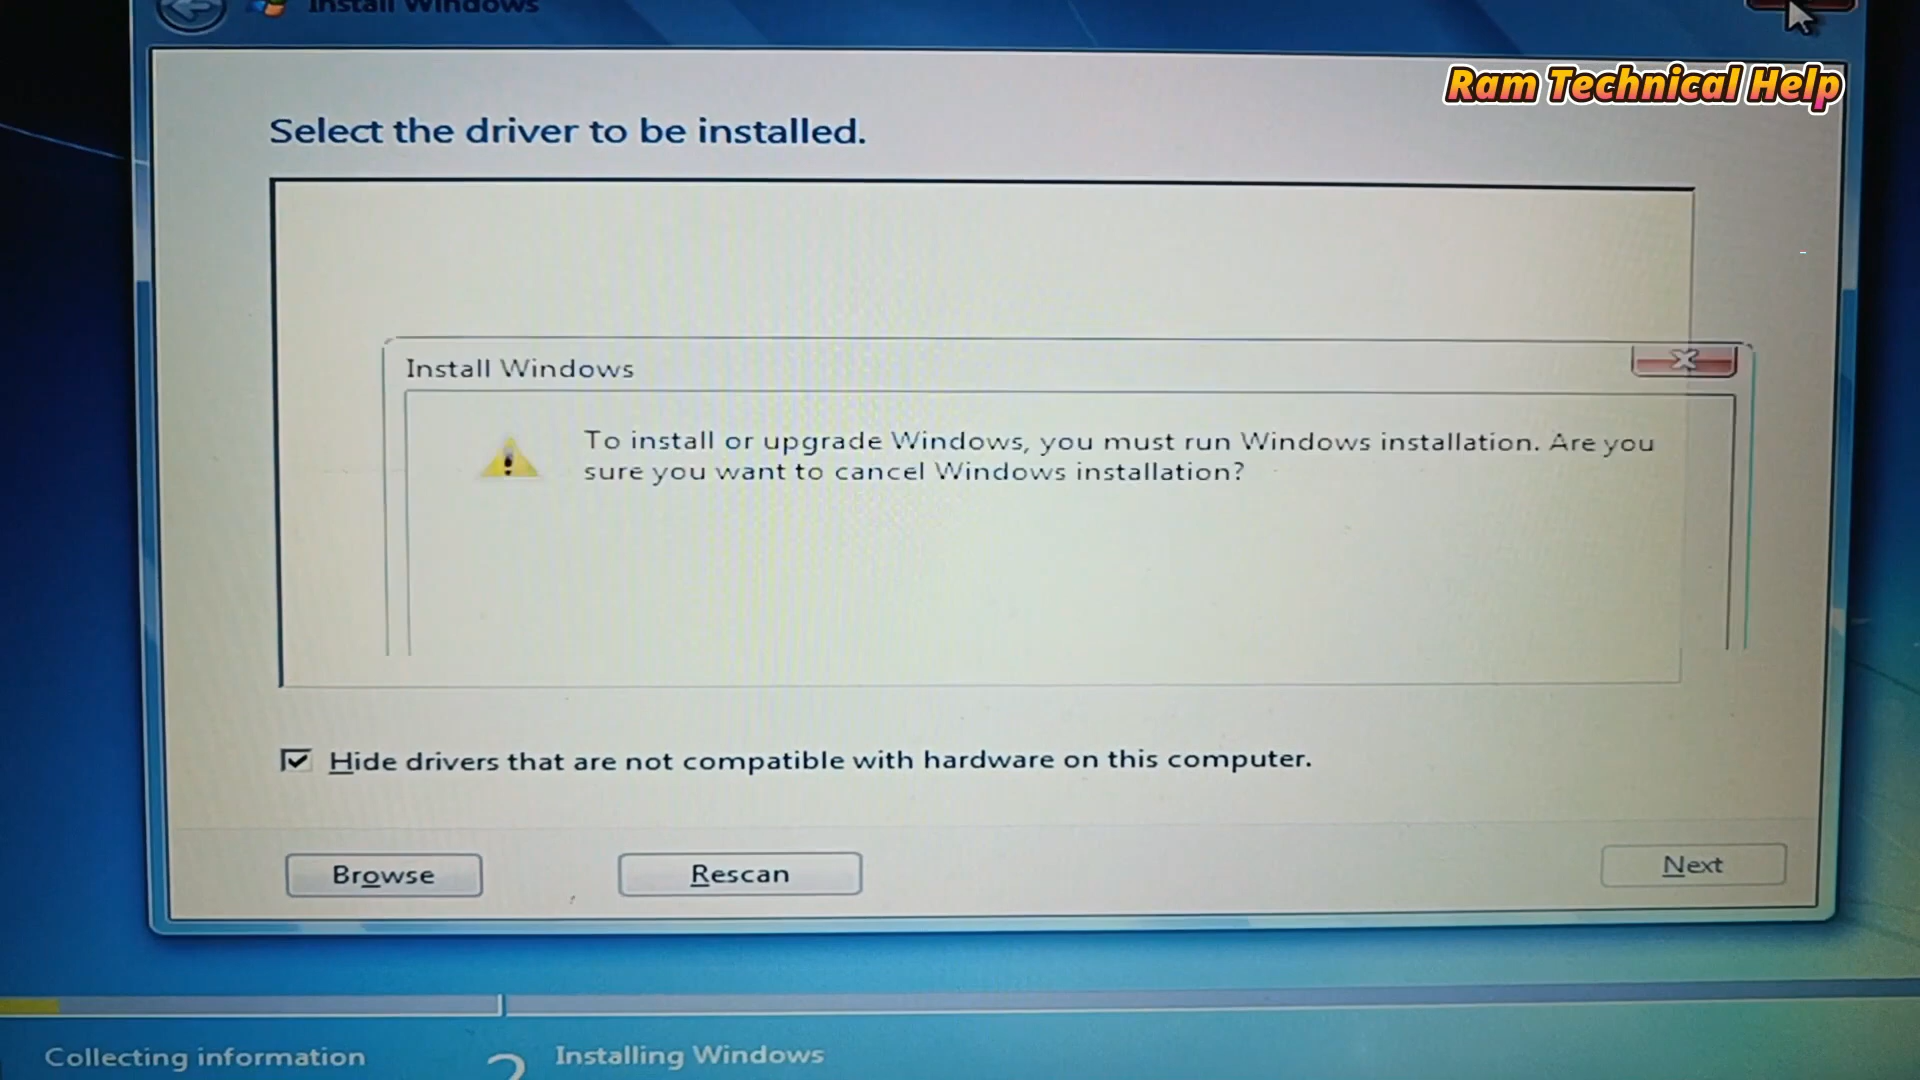 Install Windows
Ram Technical Help
Select the driver to be installed.
Install Windows
To install or upgrade Windows, you must run Windows installation. Are you
sure you want to cancel Windows installation?
Hide drivers that are not compatible with hardware on this computer.
Browse
Rescan
Next
Collecting information
2 Installing Windows